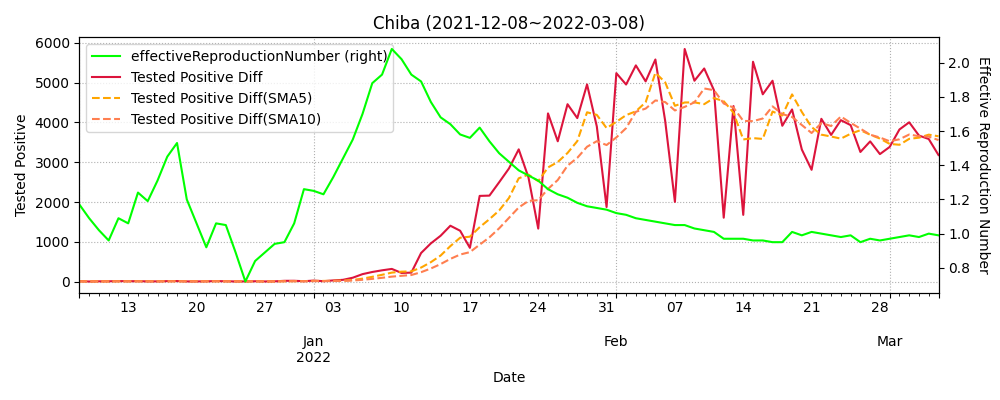 Chiba (2021-12-08~2022-03-08)
effectiveReproductionNumber (right)
Tested Positive Diff
Tested Positive Diff(SMA5)
Tested Positive Diff(SMA10)
Tested Positive
6000
5000
4000
3000
2000
1000
0
2.0
1.8
1.6
1.4
1.2
1.0
0.8
Effective Reproduction Number
13 20 27 03 10 17 24 31 07 14 21 28
Jan Feb Mar
2022
Date